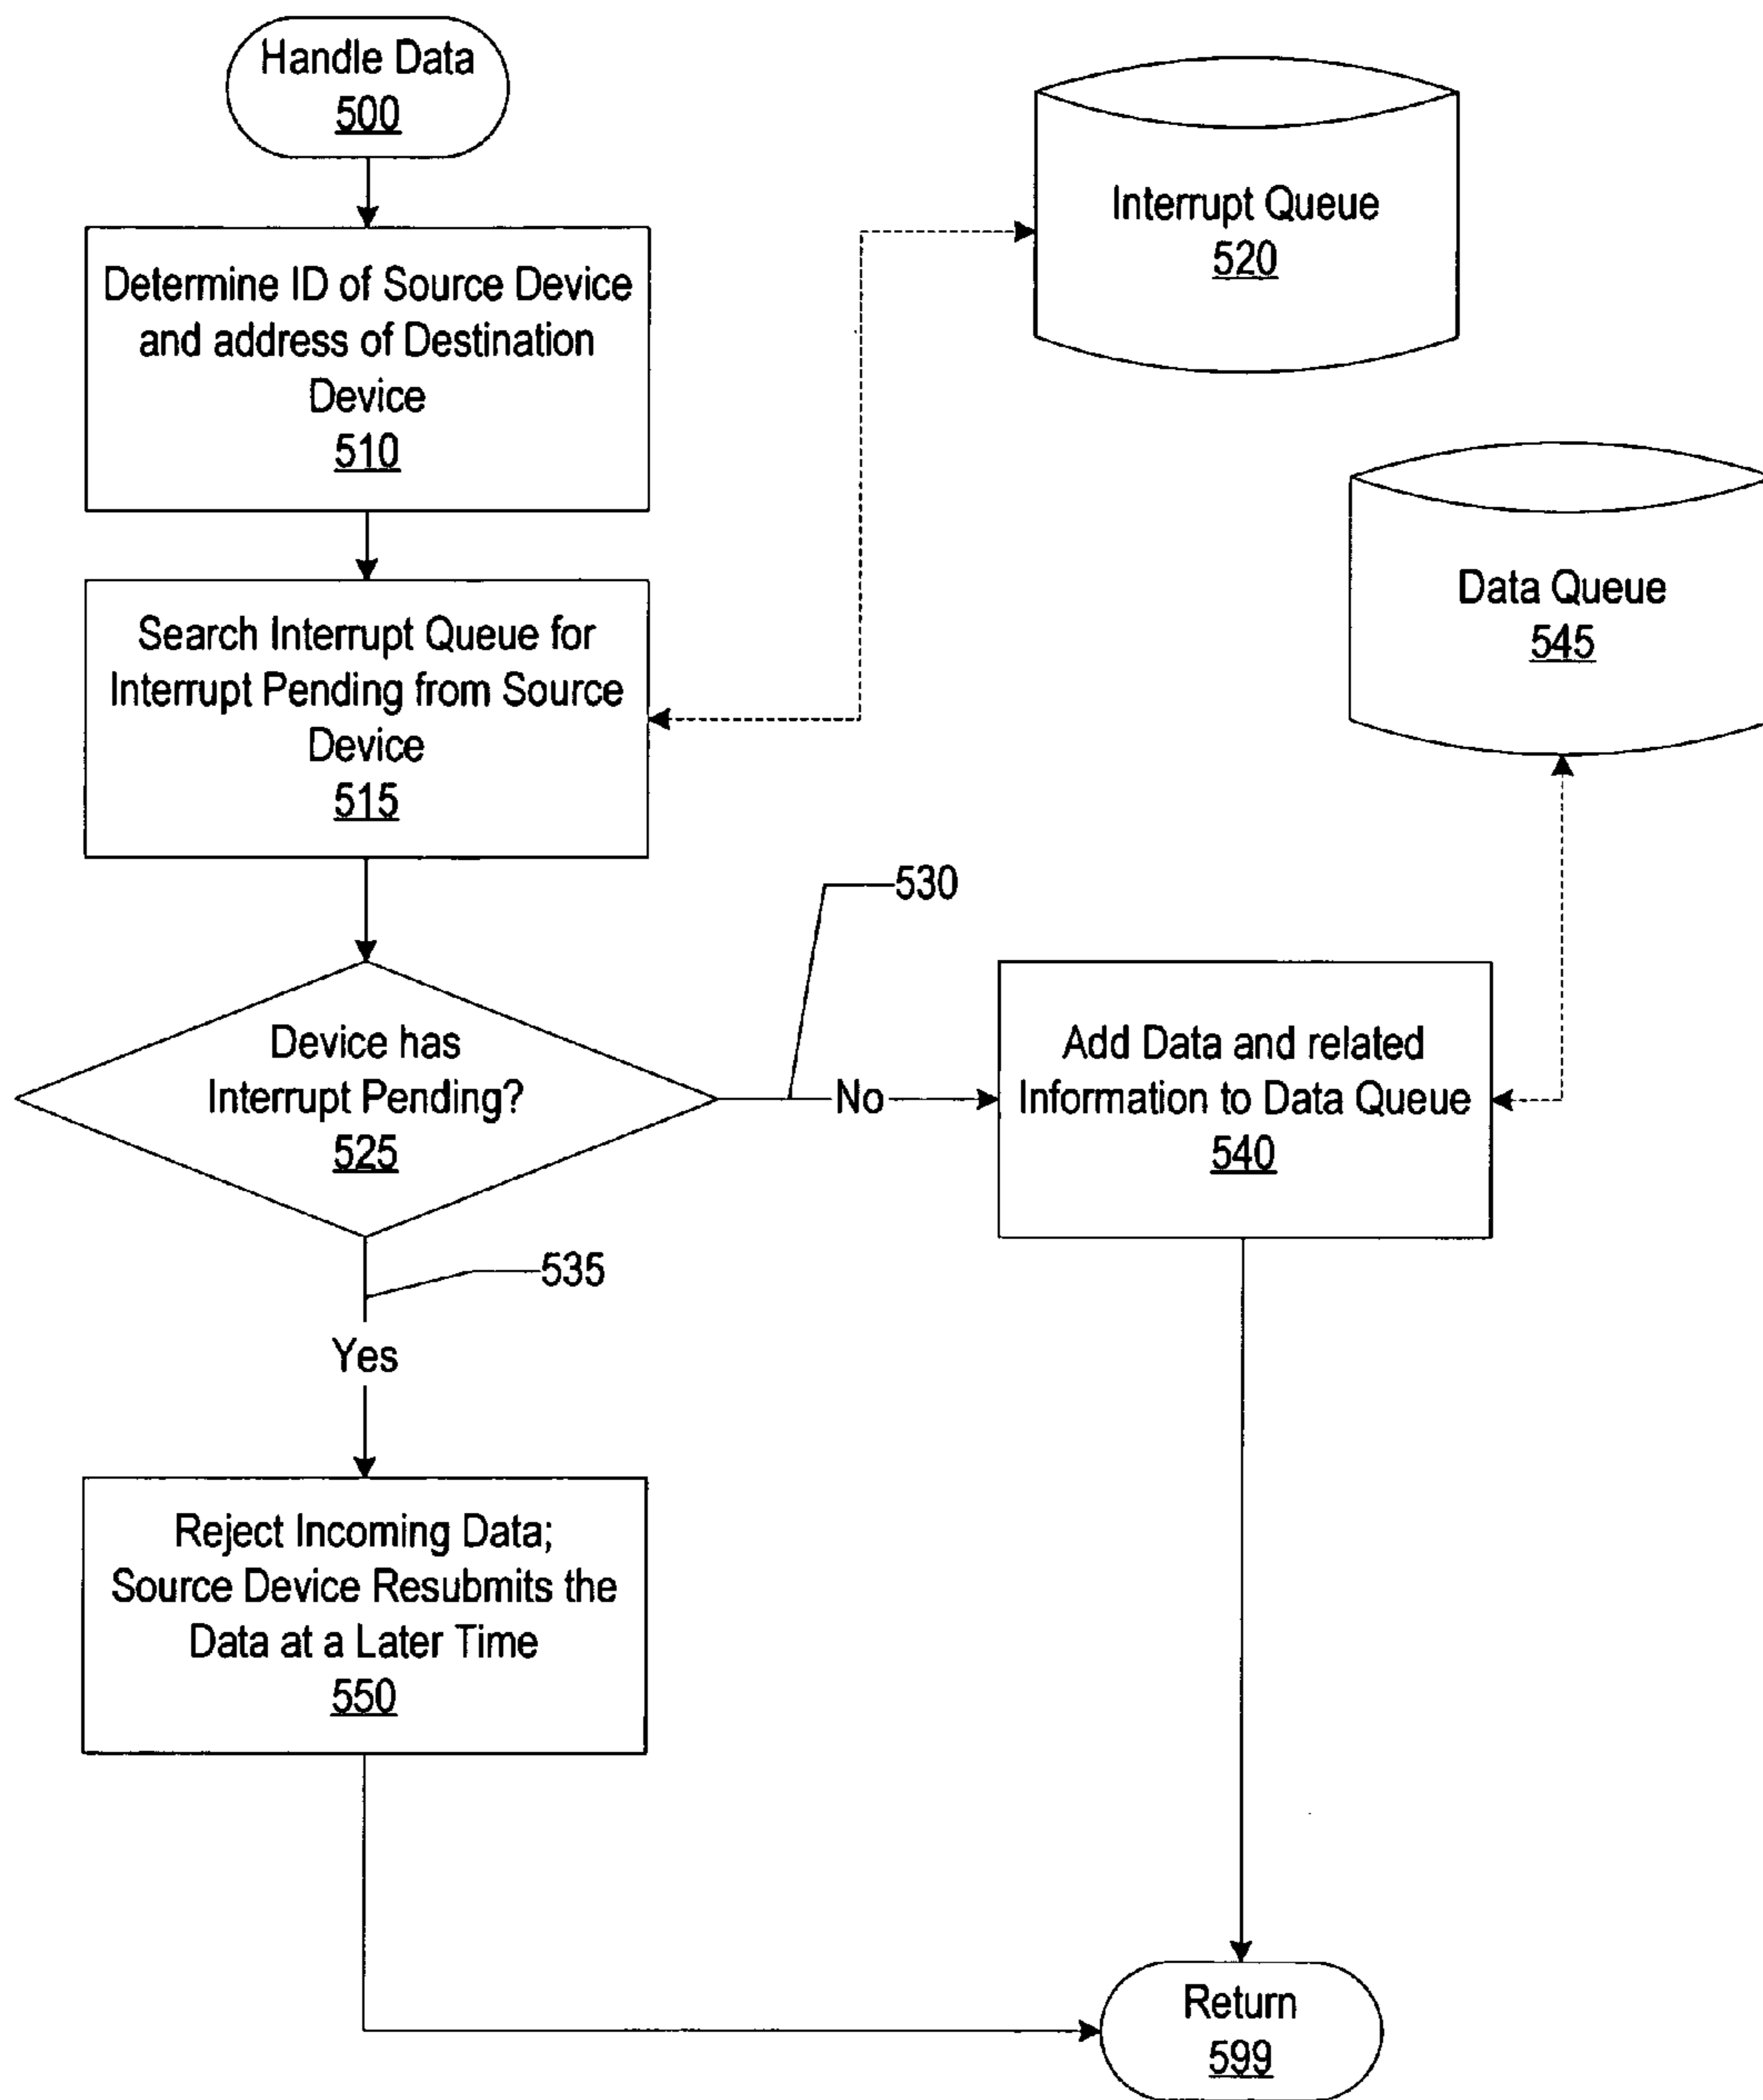 Handle Data
500
Determine ID of Source Device
and address of Destination
Device
510
Interrupt Queue
520
Data Queue
545
Search Interrupt Queue for
Interrupt Pending from Source
Device
515
530
Device has
Interrupt Pending?
525
No
Add Data and related
Information to Data Queue
540
535
Yes
Reject Incoming Data;
Source Device Resubmits the
Data at a Later Time
550
Return
599